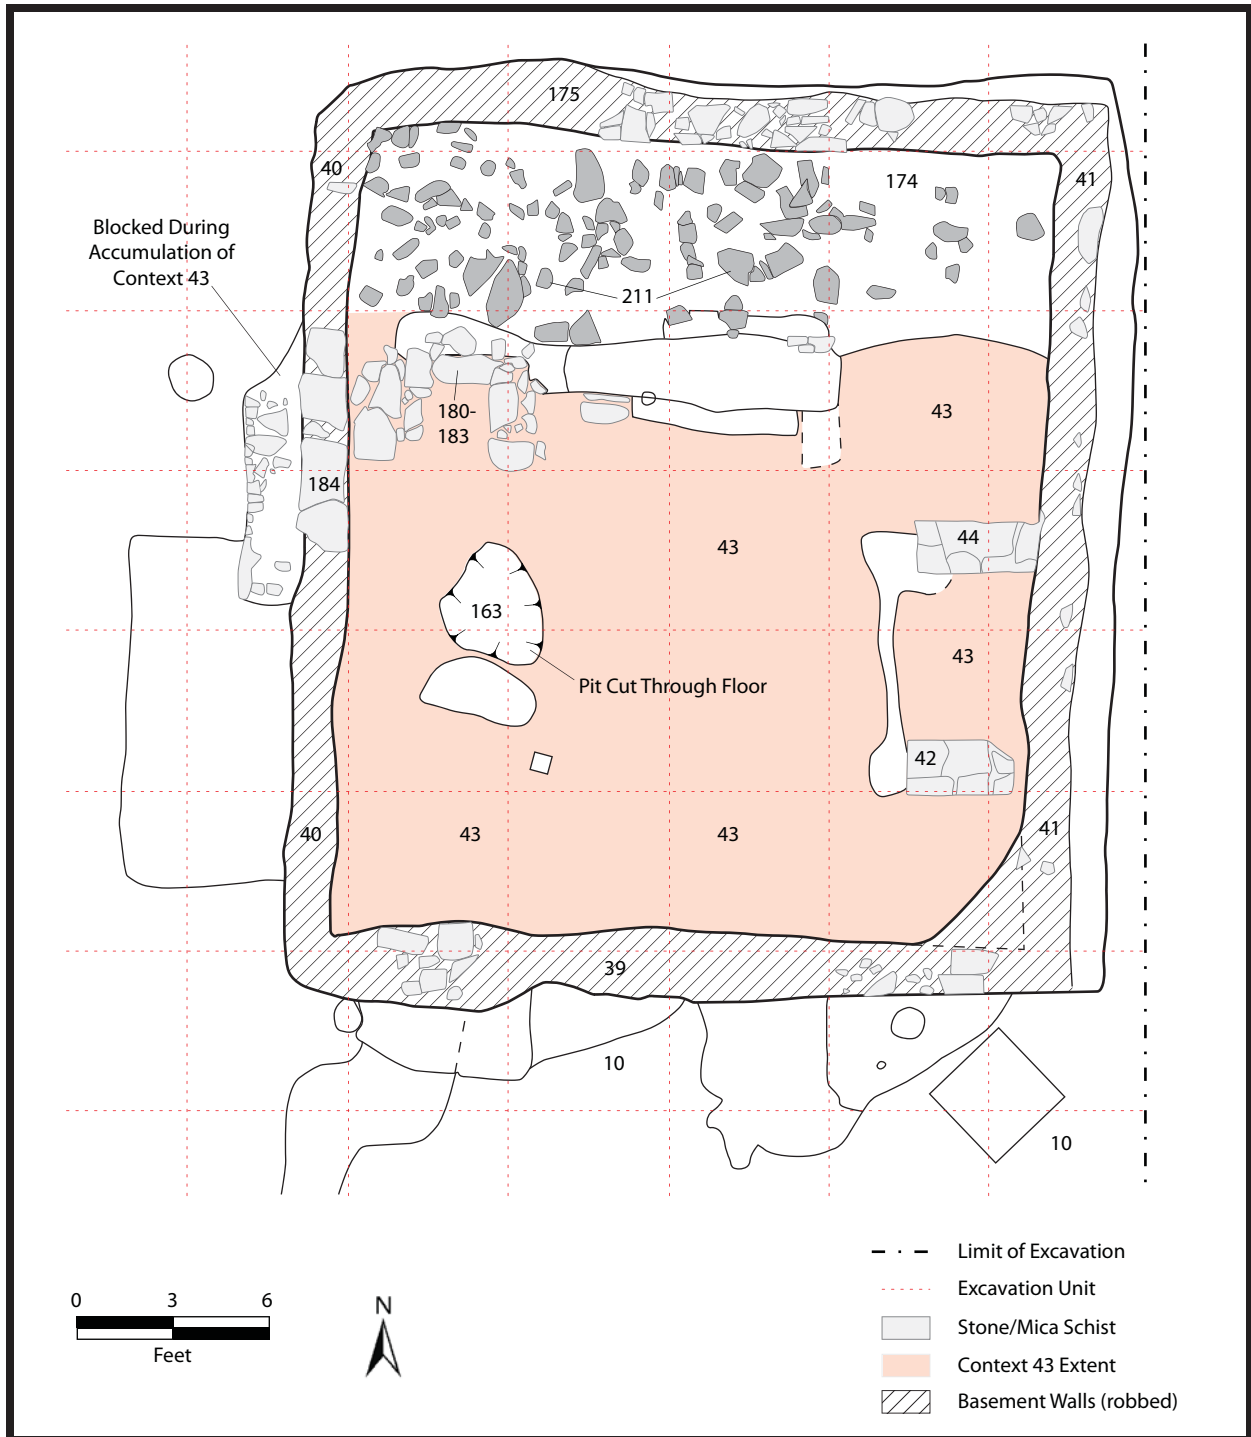 175
40
174
41
Blocked During
Accumulation of
Context 43
211
180-
183
43
184
44
43
163
43
Pit Cut Through Floor
42
40
43
43
41
39
10
10
Limit of Excavation
Excavation Unit
Stone/Mica Schist
Context 43 Extent
Basement Walls (robbed)
0 3 6
Feet
N